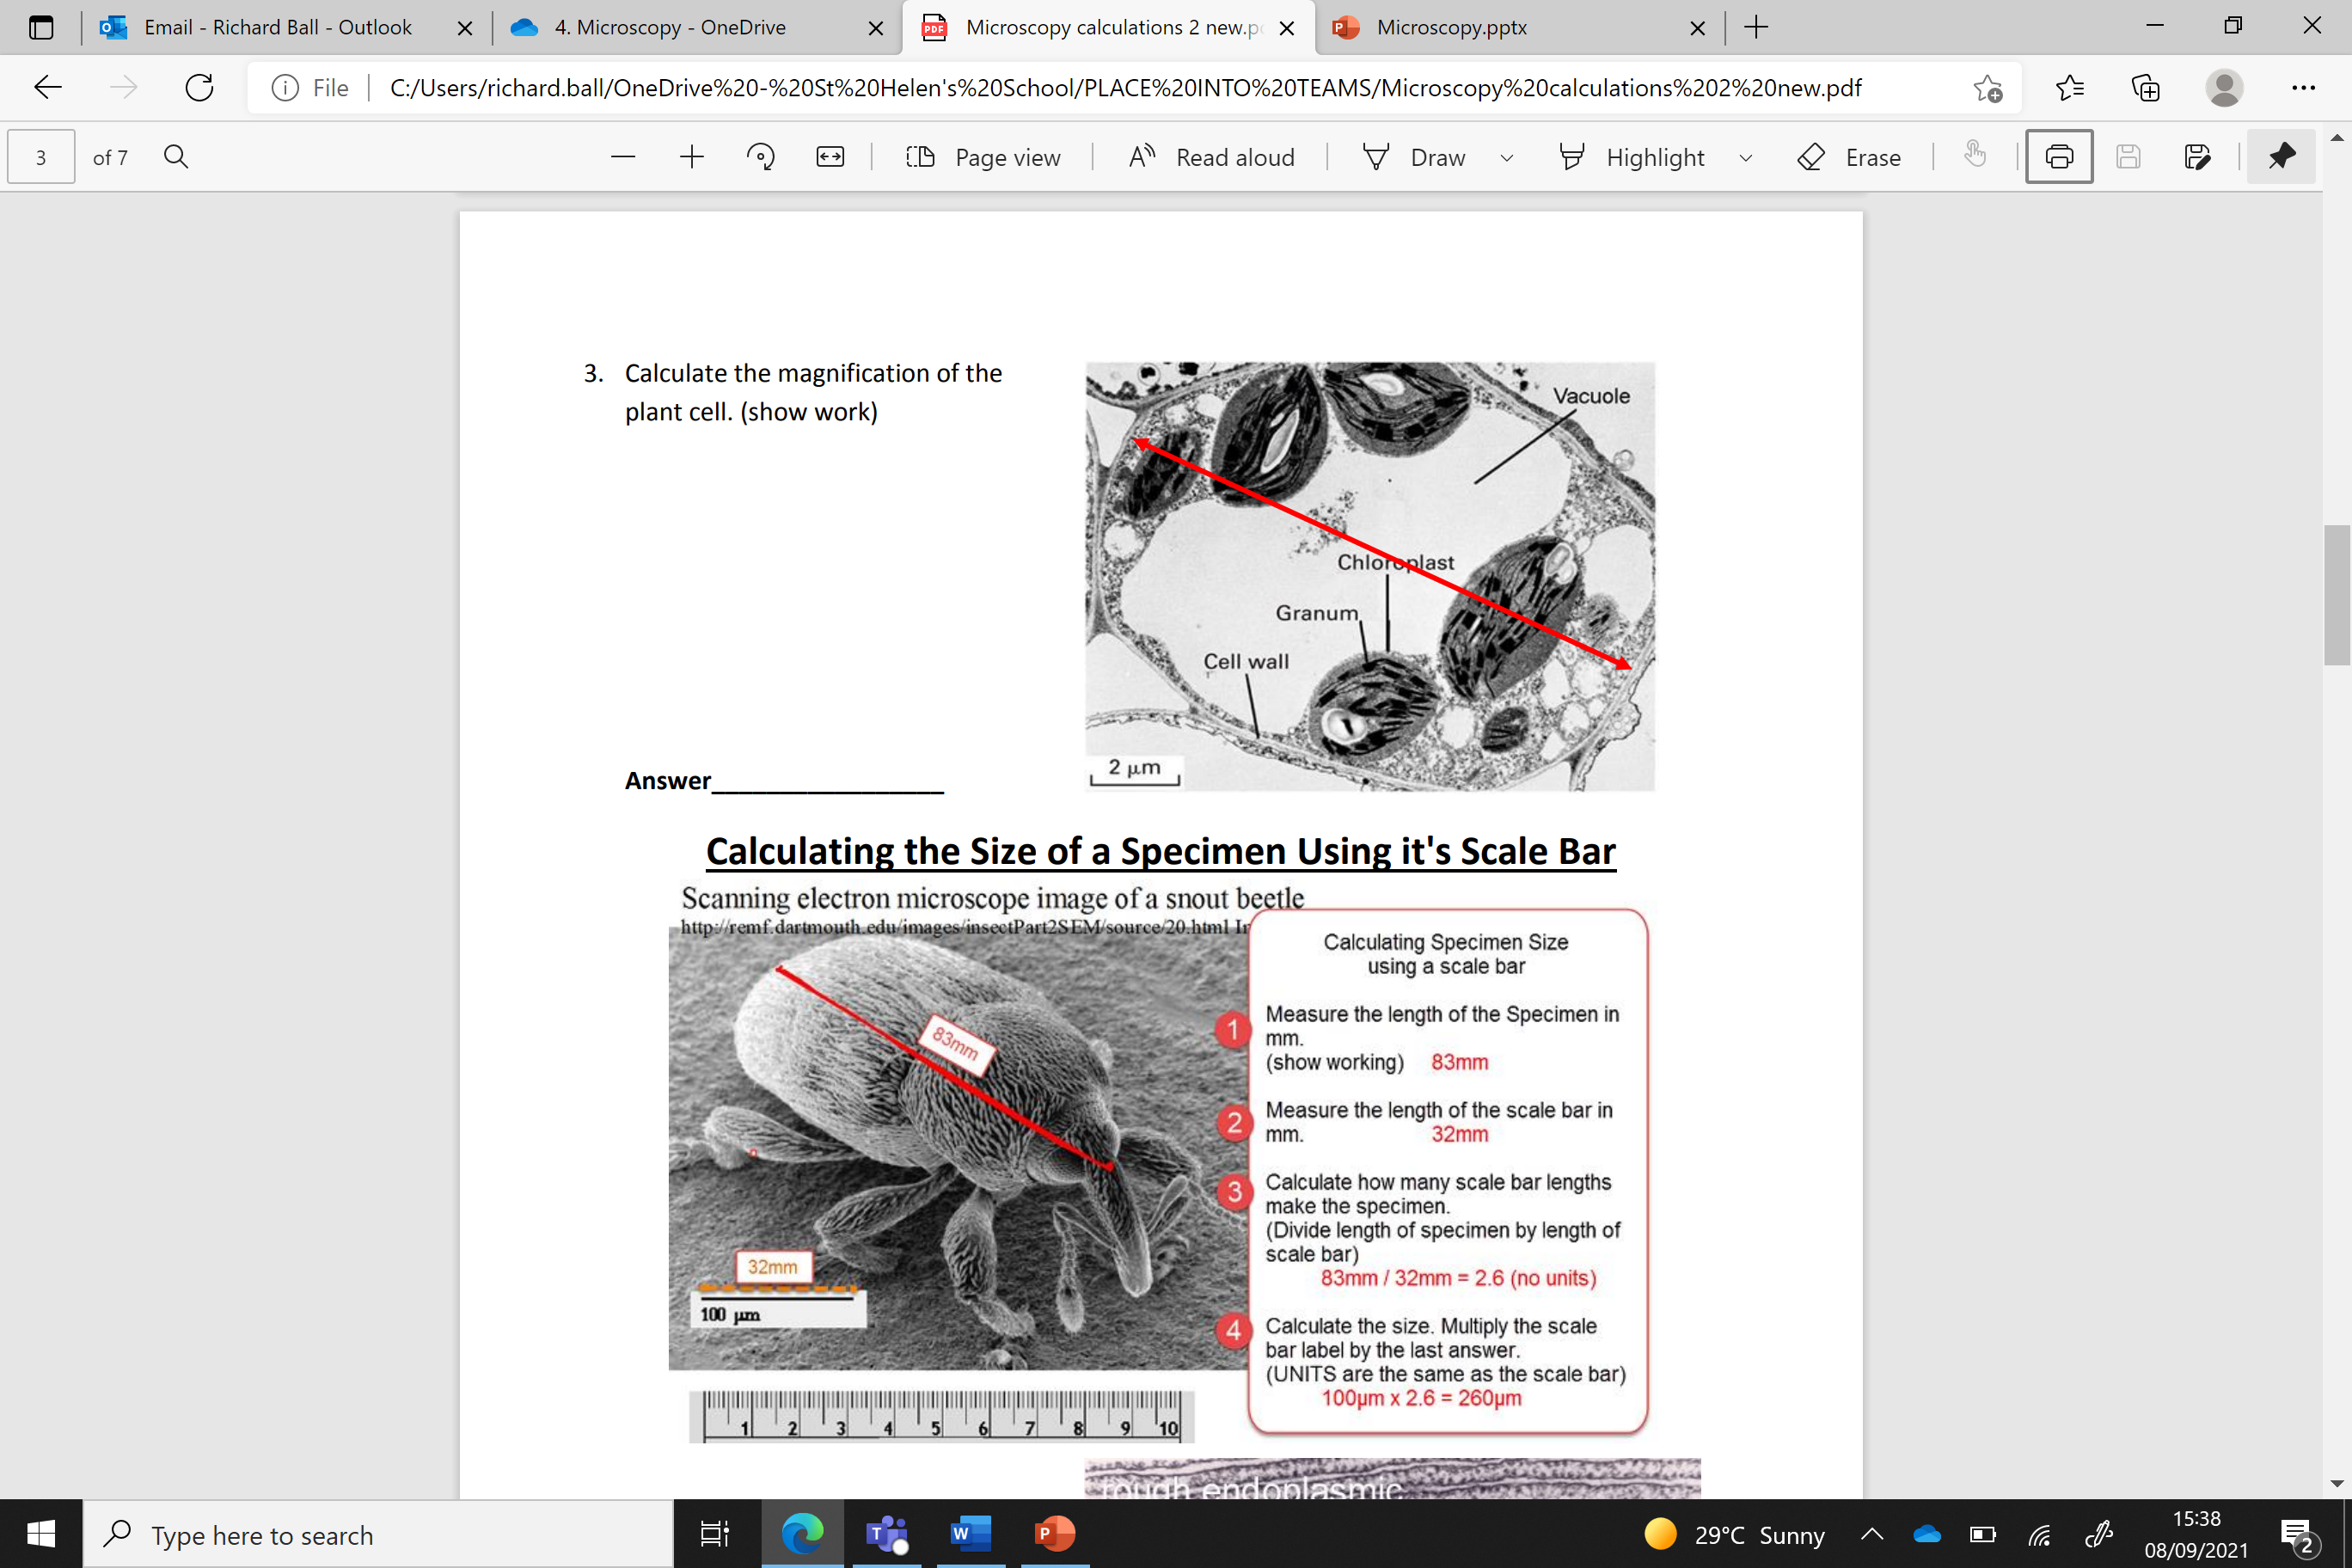 Email - Richard Ball - Outlook
4. Microscopy - OneDrive
Microscopy calculations 2 new.p
Microscopy.pptx
File
C:/Users/richard.ball/OneDrive%20-%20St%20Helen's%20School/PLACE%20INTO%20TEAMS/Microscopy%20calculations%202%20new.pdf
3 of 7
Page view
Read aloud
Draw
Highlight
Erase
3. Calculate the magnification of the
plant cell. (show work)
Vacuole
Chloroplast
Granum
Cell wall
2 µm
Answer_________________
Calculating the Size of a Specimen Using it's Scale Bar
Scanning electron microscope image of a snout beetle
http://remf.dartmouth.edu/images/insectPart2SEM/source/20.html
83mm
32mm
100 µm
1 2 3 4 5 6 7 8 9 10
Calculating Specimen Size
using a scale bar
1 Measure the length of the Specimen in
mm.
(show working) 83mm
2 Measure the length of the scale bar in
mm. 32mm
3 Calculate how many scale bar lengths
make the specimen.
(Divide length of specimen by length of
scale bar)
83mm / 32mm = 2.6 (no units)
4 Calculate the size. Multiply the scale
bar label by the last answer.
(UNITS are the same as the scale bar)
100µm x 2.6 = 260µm
rough endoplasmic
Type here to search
29°C Sunny
15:38
08/09/2021
2